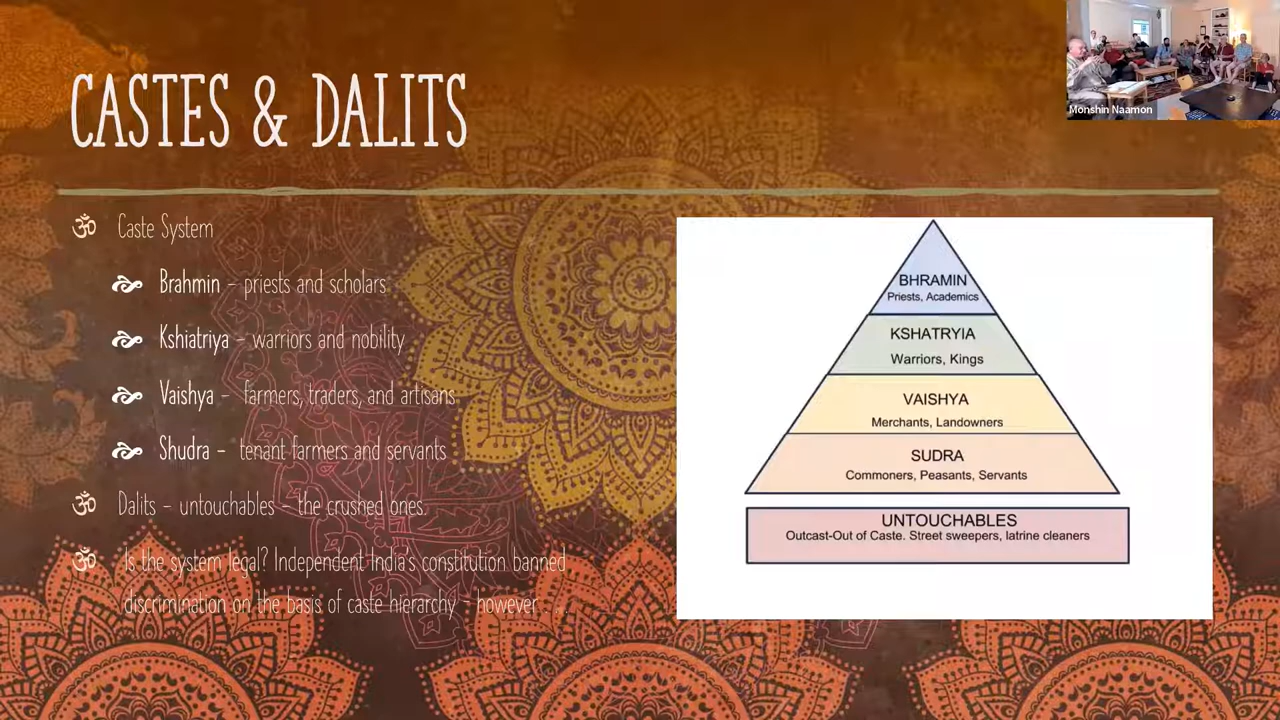 CASTES & DALITS
ॐ Caste System
Brahmin – priests and scholars
Kshiatriya – warriors and nobility
Vaishya – farmers, traders, and artisans
Shudra – tenant farmers and servants
ॐ Dalits – untouchables – the crushed ones.
ॐ Is the system legal? Independent India's constitution banned
discrimination on the basis of caste hierarchy – however . . . .
BHRAMIN
Priests, Academics
KSHATRYIA
Warriors, Kings
VAISHYA
Merchants, Landowners
SUDRA
Commoners, Peasants, Servants
UNTOUCHABLES
Outcast-Out of Caste. Street sweepers, latrine cleaners
Monshin Naamon